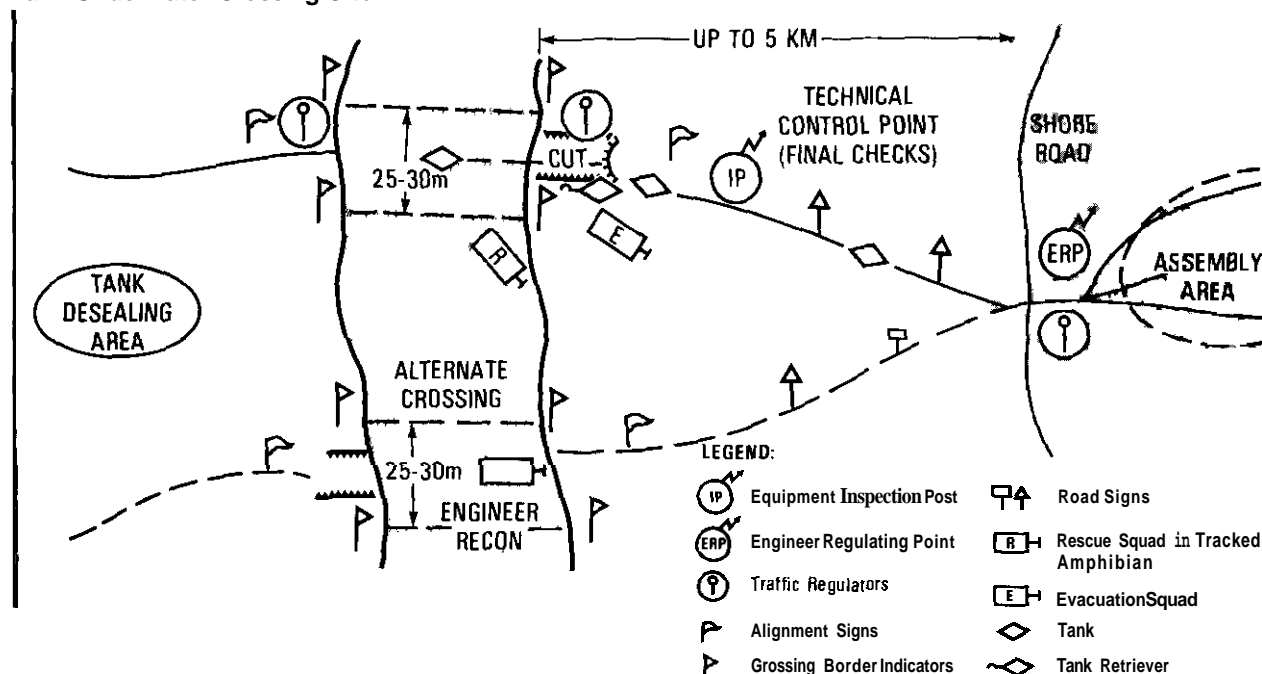 UP TO 5 KM
TECHNICAL
CONTROL POINT
(FINAL CHECKS)
SHORE
ROAD
CUT
25-30m
IP
E
R
ERP
ASSEMBLY
AREA
TANK
DESEALING
AREA
ALTERNATE
CROSSING
25-30m
ENGINEER
RECON
LEGEND:
IP Equipment Inspection Post
ERP Engineer Regulating Point
Traffic Regulators
Alignment Signs
Grossing Border Indicators
Road Signs
R Rescue Squad in Tracked
Amphibian
E EvacuationSquad
Tank
Tank Retriever